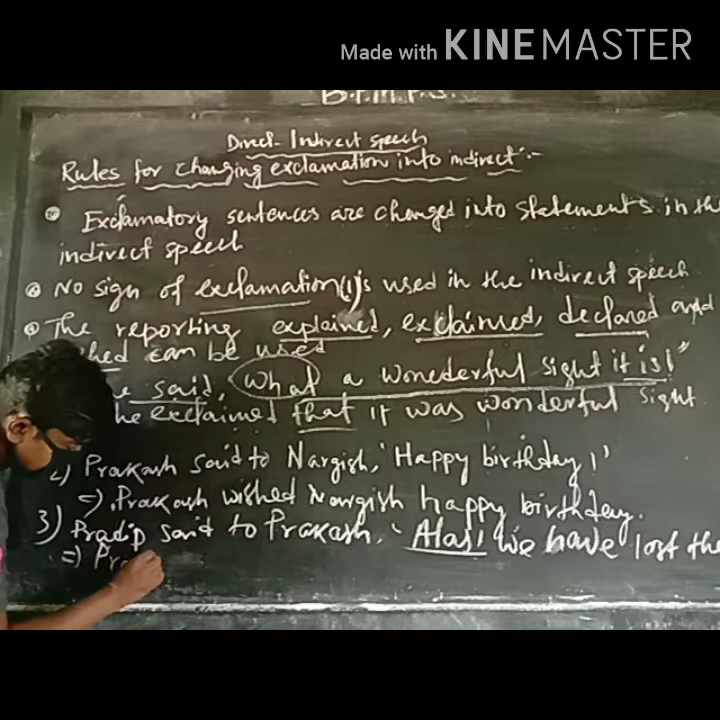 Made with KINEMASTER
Direct- Indirect speech
Rules for changing exclamation into indirect :-
Exclamatory sentences are changed into statements in the
indirect speech
No sign of exclamation(!)is used in the indirect speech
The reporting explained, exclaimed, declared and
can be used
said, What a wonederful sight it is!"
he exclaimed that it was wonderful sight
2) Prakash said to Nargish, 'Happy birthday!'
=> Prakash wished Nargish happy birthday.
3) Pradip said to Prakash. 'Alas! we have lost the
=) Pra